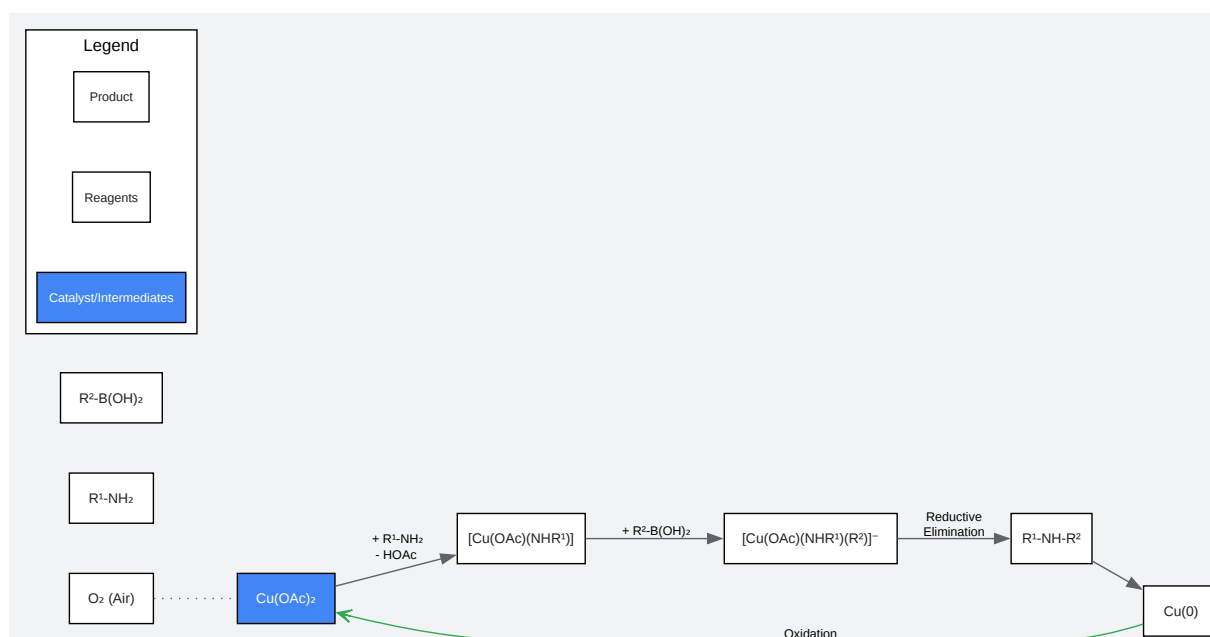 Legend
Product
Reagents
Catalyst/Intermediates
R²-B(OH)₂
R¹-NH₂
O₂ (Air)
Cu(OAc)₂
+ R¹-NH₂
- HOAc
[Cu(OAc)(NHR¹)]
+ R²-B(OH)₂
[Cu(OAc)(NHR¹)(R²)]⁻
Reductive
Elimination
R¹-NH-R²
Cu(0)
Oxidation